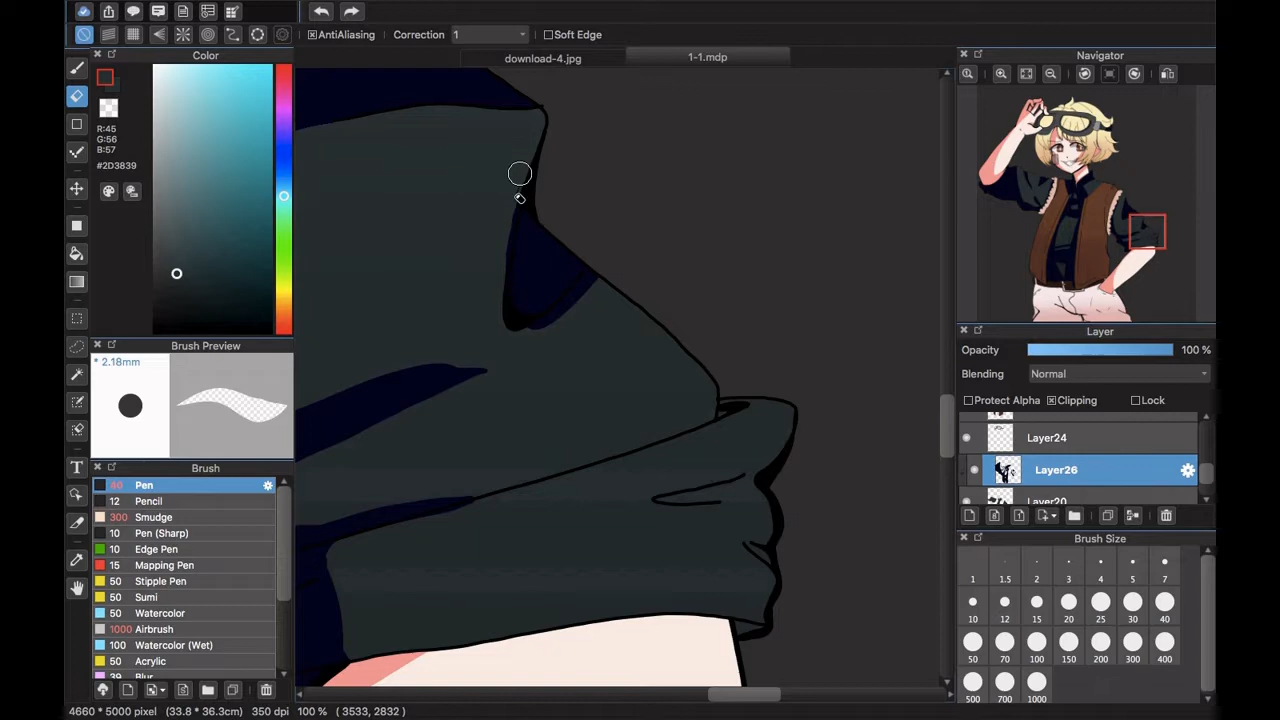 AntiAliasing Correction 1 Soft Edge
download-4.jpg 1-1.mdp
Color
R:45
G:56
B:57
#2D3839
Brush Preview
* 2.18mm
Brush
40 Pen
12 Pencil
300 Smudge
10 Pen (Sharp)
10 Edge Pen
15 Mapping Pen
50 Stipple Pen
50 Sumi
50 Watercolor
1000 Airbrush
100 Watercolor (Wet)
50 Acrylic
39 Blur
Navigator
Layer
Opacity 100 %
Blending Normal
Protect Alpha Clipping Lock
Layer24
Layer26
Layer20
Brush Size
1 1.5 2 3 4 5 7
10 12 15 20 25 30 40
50 70 100 150 200 300 400
500 700 1000
4660 * 5000 pixel (33.8 * 36.3cm) 350 dpi 100 % ( 3533, 2832 )